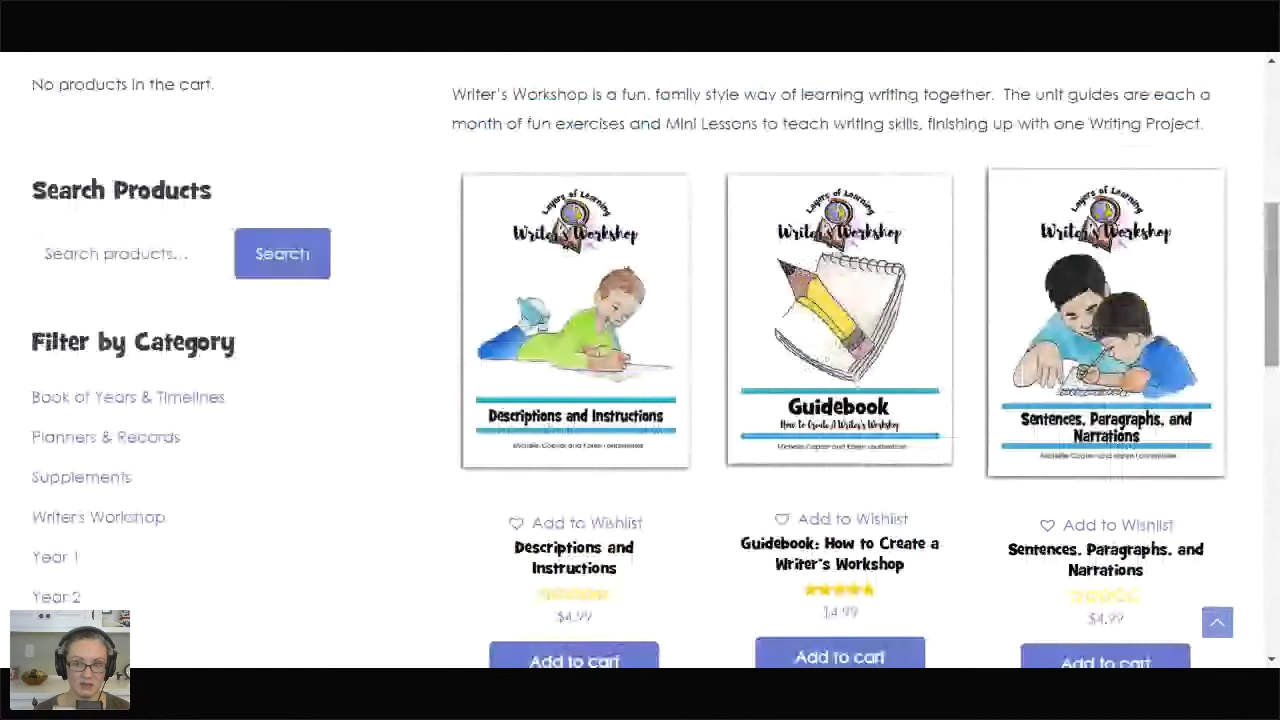 No products in the cart.
Search Products
Search products...
Search
Filter by Category
Book of Years & Timelines
Planners & Records
Supplements
Writer's Workshop
Year 1
Year 2
Writer's Workshop is a fun, family style way of learning writing together. The unit guides are each a
month of fun exercises and Mini Lessons to teach writing skills, finishing up with one Writing Project.
Layers of Learning
Writer's Workshop
Descriptions and Instructions
Add to Wishlist
Descriptions and
Instructions
$4.99
Add to cart
Layers of Learning
Writer's Workshop
Guidebook
How to Create A Writer's Workshop
Add to Wishlist
Guidebook: How to Create a
Writer's Workshop
$4.99
Add to cart
Layers of Learning
Writer's Workshop
Sentences, Paragraphs, and
Narrations
Add to Wishlist
Sentences, Paragraphs, and
Narrations
$4.99
Add to cart